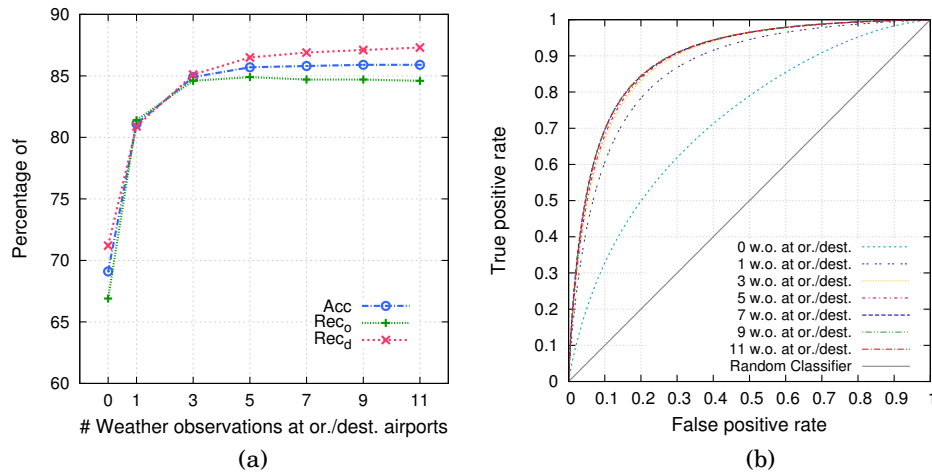 90
85
80
75
70
65
60
Percentage of
Acc
Rec_o
Rec_d
0 1 3 5 7 9 11
# Weather observations at or./dest. airports
(a)
1
0.9
0.8
0.7
0.6
0.5
0.4
0.3
0.2
0.1
0
True positive rate
0 w.o. at or./dest.
1 w.o. at or./dest.
3 w.o. at or./dest.
5 w.o. at or./dest.
7 w.o. at or./dest.
9 w.o. at or./dest.
11 w.o. at or./dest.
Random Classifier
0 0.1 0.2 0.3 0.4 0.5 0.6 0.7 0.8 0.9 1
False positive rate
(b)